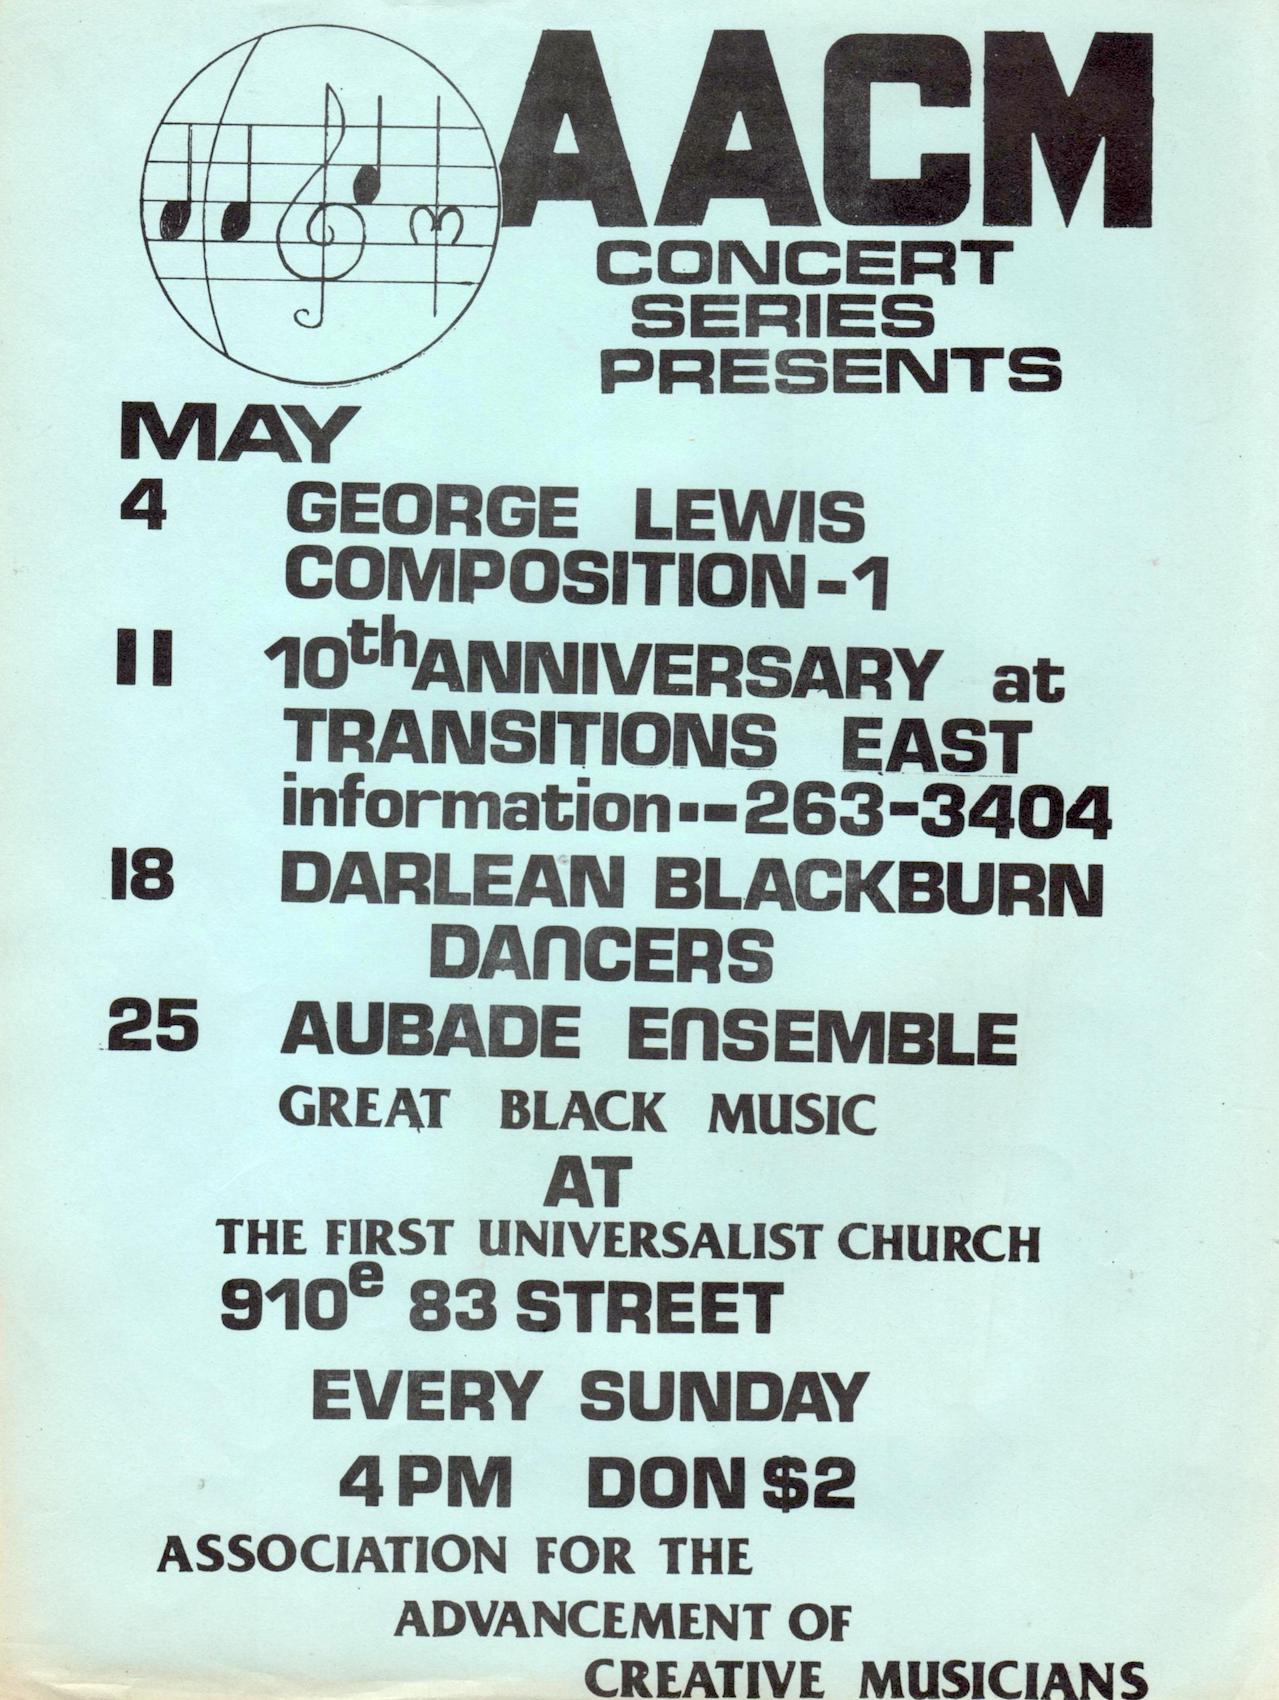 AACM
CONCERT
SERIES
PRESENTS
MAY
4 GEORGE LEWIS
COMPOSITION-1
11 10th ANNIVERSARY at
TRANSITIONS EAST
information--263-3404
18 DARLEAN BLACKBURN
DANCERS
25 AUBADE ENSEMBLE
GREAT BLACK MUSIC
AT
THE FIRST UNIVERSALIST CHURCH
910e 83 STREET
EVERY SUNDAY
4 PM DON $2
ASSOCIATION FOR THE
ADVANCEMENT OF
CREATIVE MUSICIANS